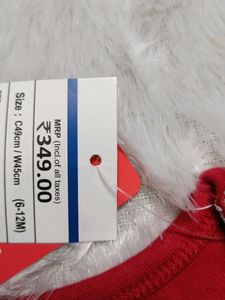 MRP (Incl of all taxes)
₹349.00
Size : C49cm / W45cm
(6-12M)